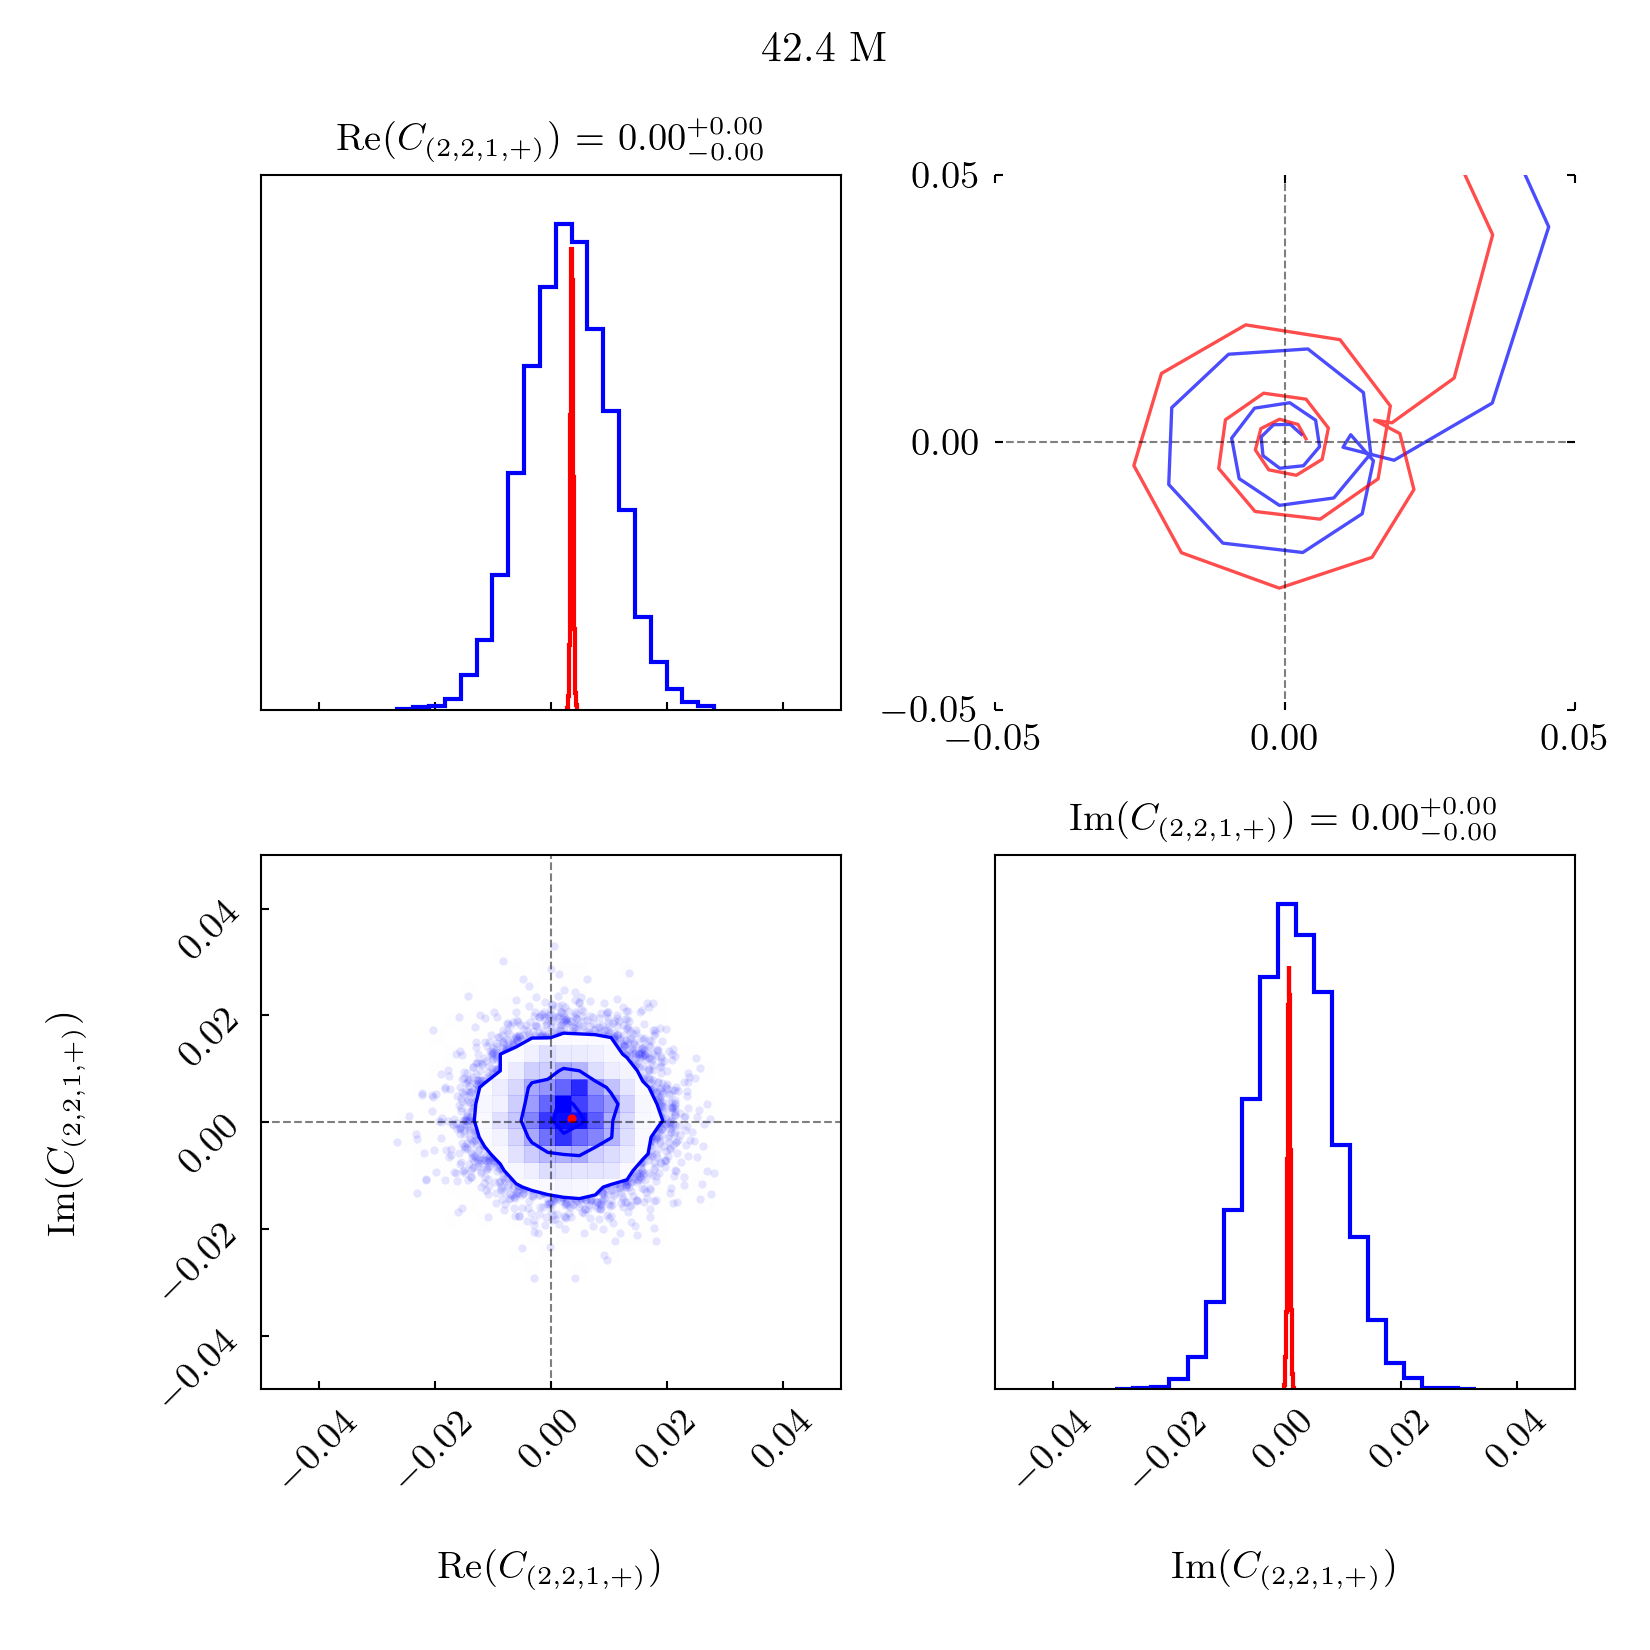 42.4 M
Re(C(2,2,1,+)) = 0.00+0.00−0.00
0.05
0.00
−0.05
−0.05 0.00 0.05
Im(C(2,2,1,+)) = 0.00+0.00−0.00
0.04
0.02
0.00
−0.02
−0.04
Im(C(2,2,1,+))
−0.04 −0.02 0.00 0.02 0.04
−0.04 −0.02 0.00 0.02 0.04
Re(C(2,2,1,+))
Im(C(2,2,1,+))